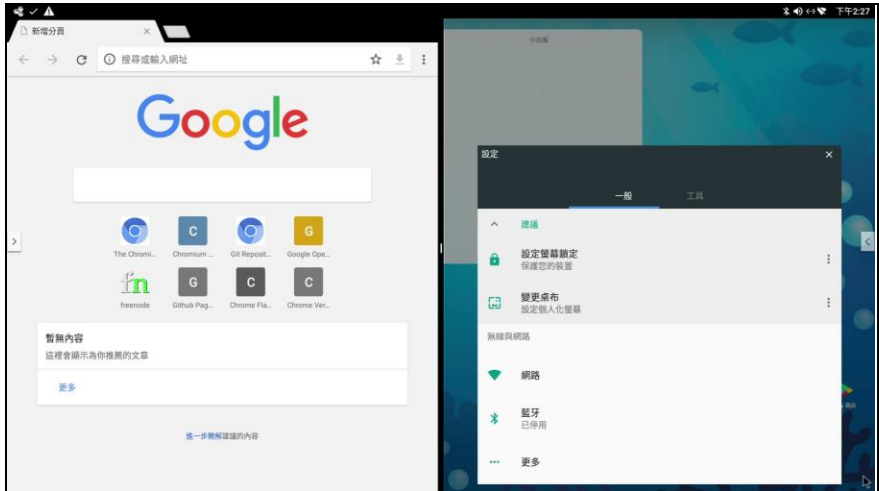 下午2:27
新增分頁
搜尋或輸入網址
Google
C
G
The Chromi...
Chromium ...
Git Reposit...
Google Ope...
fn
G
C
C
freenode
Github Pag...
Chrome Fla...
Chrome Ver...
暫無內容
這裡會顯示為你推薦的文章
更多
進一步瞭解建議的內容
小白板
設定
一般
工具
建議
設定螢幕鎖定
保護您的裝置
變更桌布
設定個人化螢幕
無線與網路
網路
藍牙
已停用
更多
商店